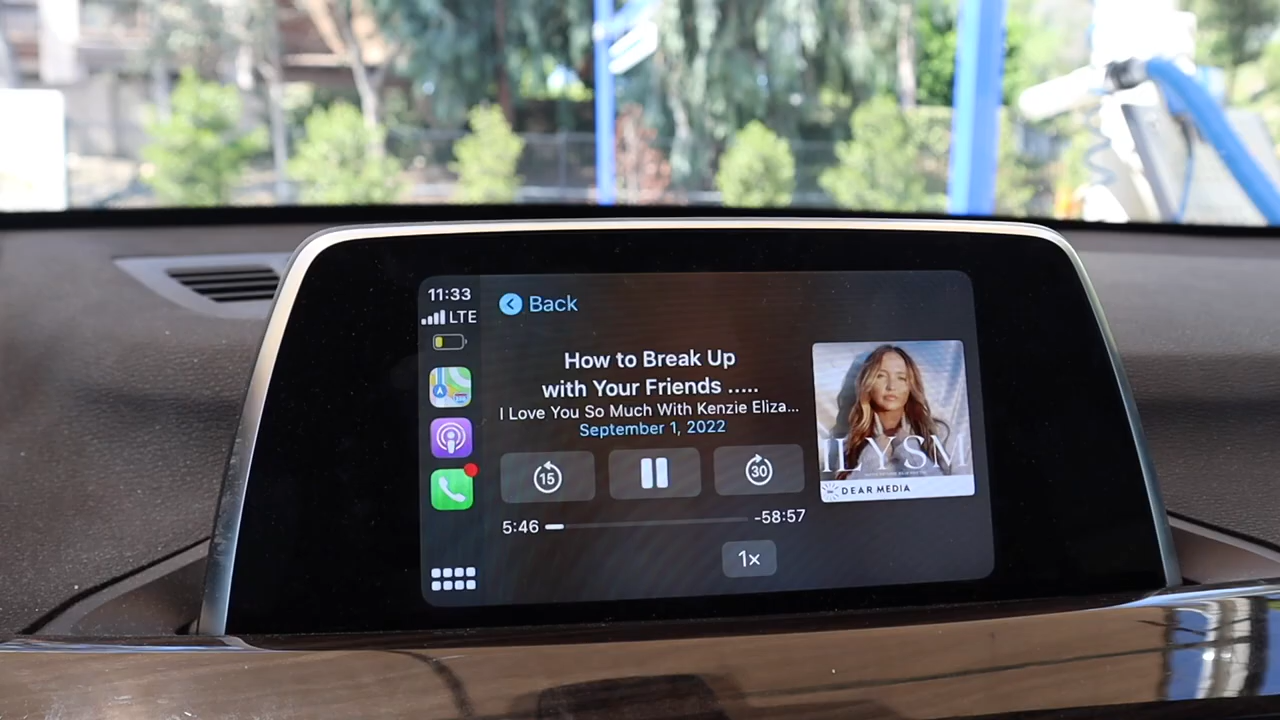 11:33
LTE
Back
How to Break Up
with Your Friends .....
I Love You So Much With Kenzie Eliza...
September 1, 2022
15
30
5:46
-58:57
1x
ILYSM
DEAR MEDIA